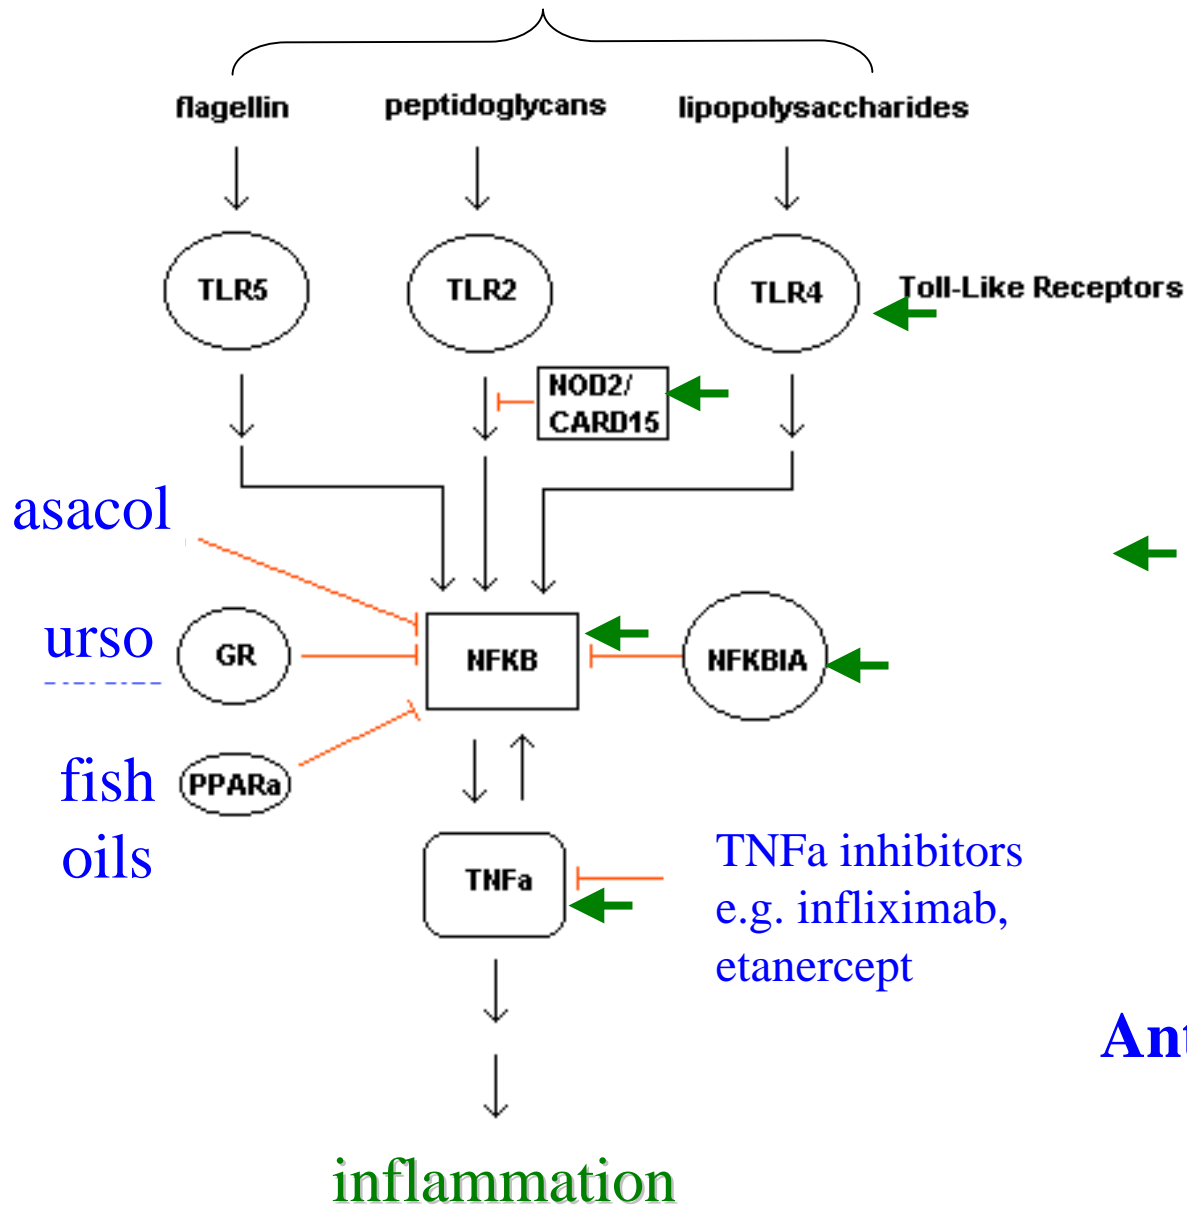 flagellin
peptidoglycans
lipopolysaccharides
TLR5
TLR2
TLR4
Toll-Like Receptors
NOD2/
CARD15
asacol
urso
GR
NFKB
NFKBIA
fish
oils
PPARa
TNFa
TNFa inhibitors
e.g. infliximab,
etanercept
Ant
inflammation